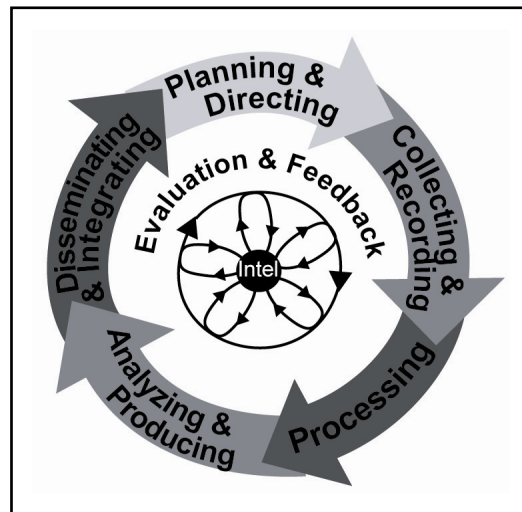 Planning &
Directing
Collecting &
Recording
Processing
Analyzing &
Producing
Disseminating
& Integrating
Evaluation & Feedback
Intel